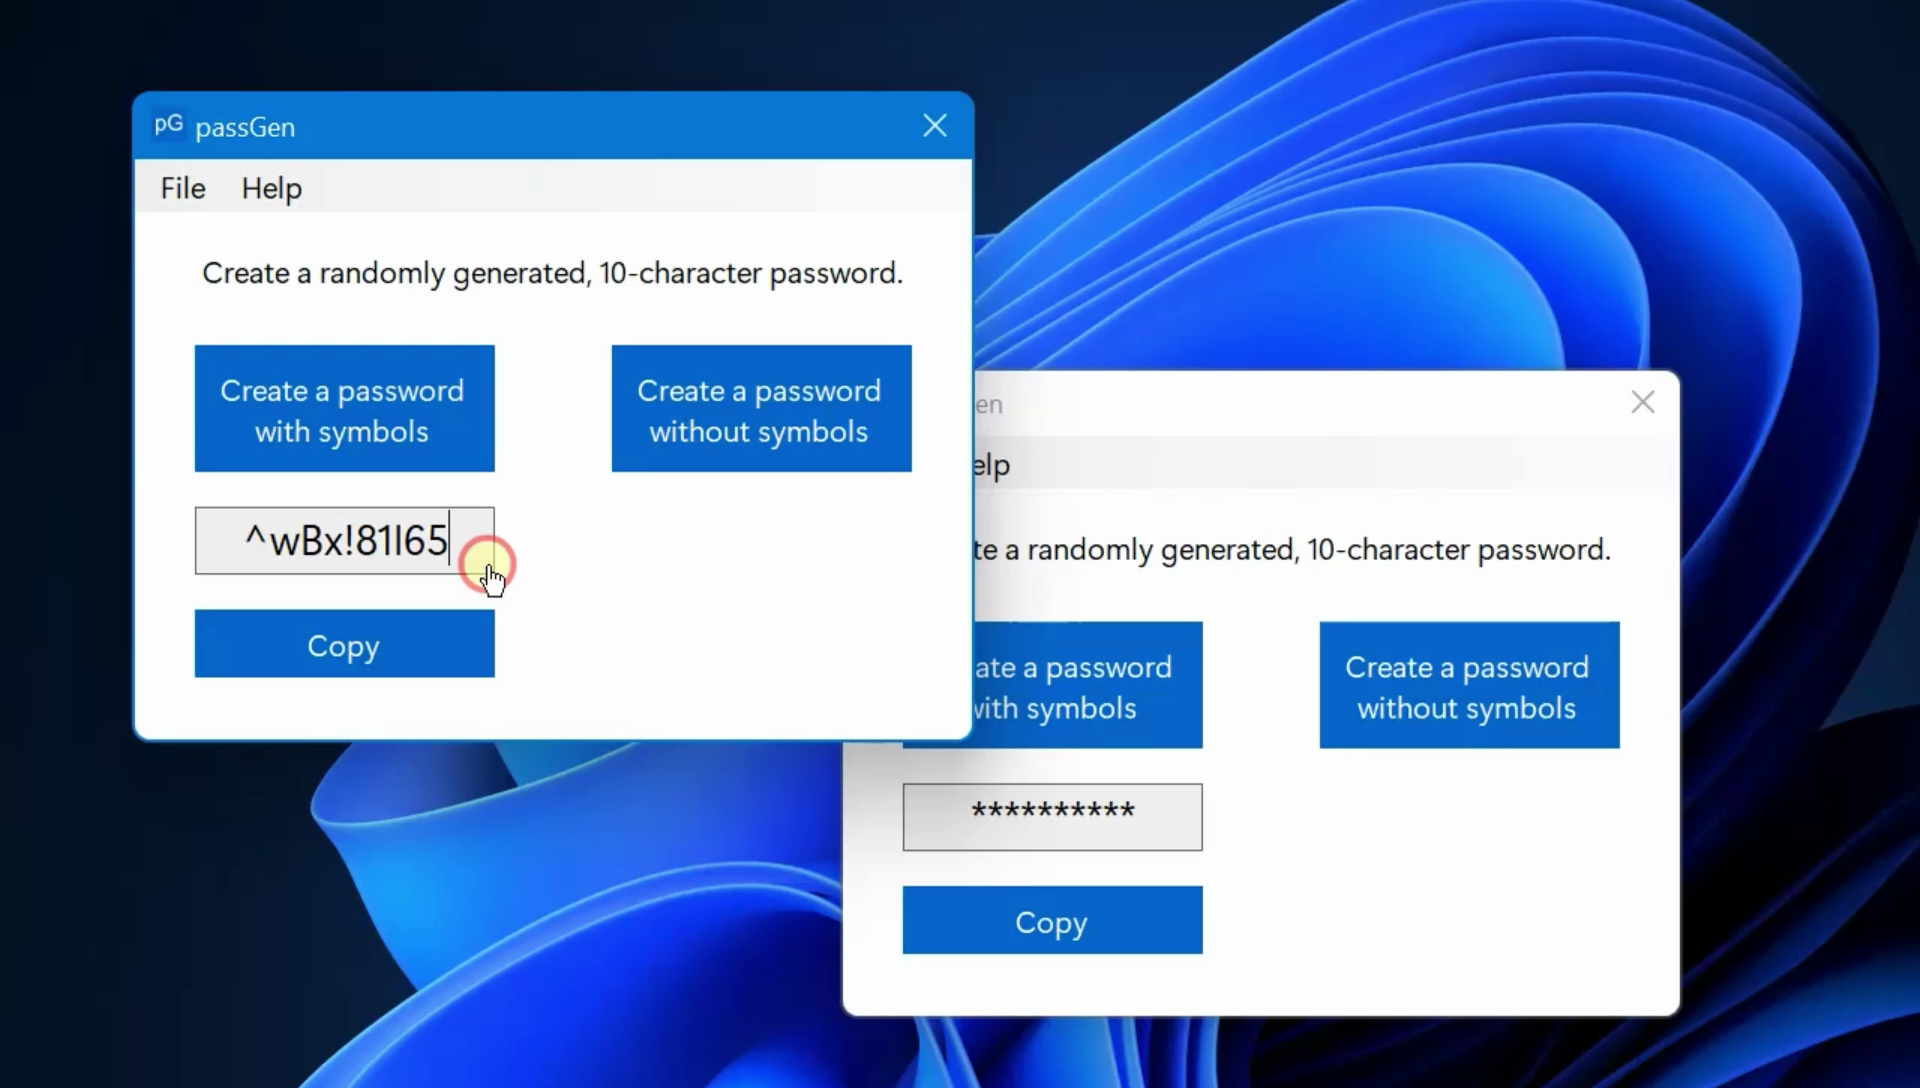 pG passGen
File Help
Create a randomly generated, 10-character password.
Create a password
with symbols
Create a password
without symbols
^wBx!81l65
Copy
en
elp
te a randomly generated, 10-character password.
ate a password
with symbols
Create a password
without symbols
**********
Copy